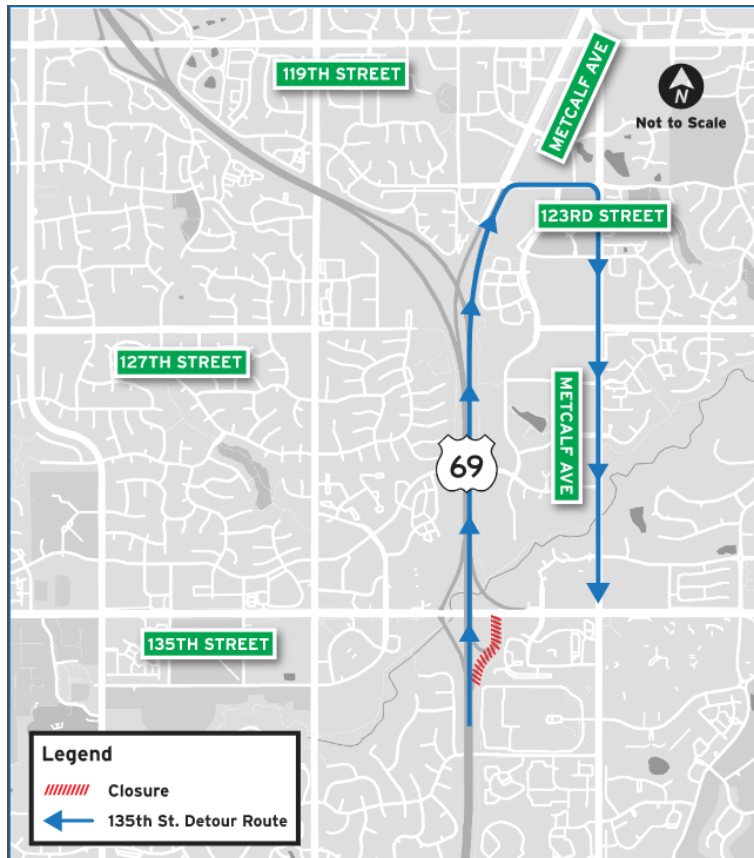 119TH STREET
METCALF AVE
N
Not to Scale
123RD STREET
127TH STREET
METCALF AVE
69
135TH STREET
Legend
Closure
135th St. Detour Route